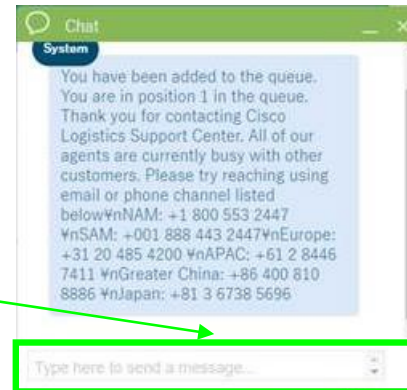 Chat
System
You have been added to the queue.
You are in position 1 in the queue.
Thank you for contacting Cisco
Logistics Support Center. All of our
agents are currently busy with other
customers. Please try reaching using
email or phone channel listed
below¥nNAM: +1 800 553 2447
¥nSAM: +001 888 443 2447¥nEurope:
+31 20 485 4200 ¥nAPAC: +61 2 8446
7411 ¥nGreater China: +86 400 810
8886 ¥nJapan: +81 3 6738 5696
Type here to send a message...